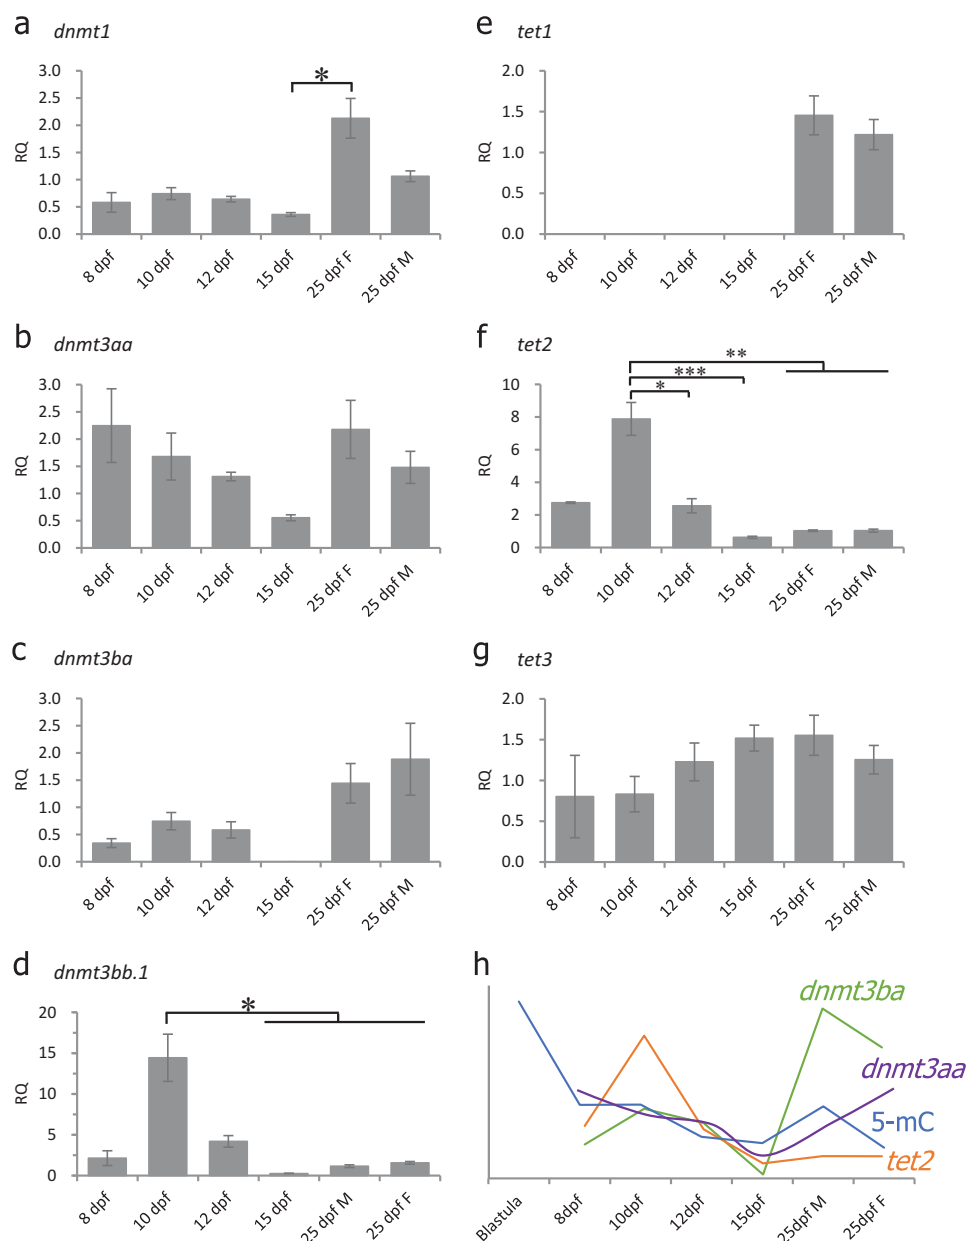 a dnmt1
3.0
2.5
2.0
1.5
1.0
0.5
0.0
RQ
*
8 dpf 10 dpf 12 dpf 15 dpf 25 dpf F 25 dpf M
e tet1
2.0
1.5
1.0
0.5
0.0
RQ
8 dpf 10 dpf 12 dpf 15 dpf 25 dpf F 25 dpf M
b dnmt3aa
3.0
2.5
2.0
1.5
1.0
0.5
0.0
RQ
8 dpf 10 dpf 12 dpf 15 dpf 25 dpf F 25 dpf M
f tet2
**
***
*
10
8
6
4
2
0
RQ
8 dpf 10 dpf 12 dpf 15 dpf 25 dpf F 25 dpf M
c dnmt3ba
3.0
2.5
2.0
1.5
1.0
0.5
0.0
RQ
8 dpf 10 dpf 12 dpf 15 dpf 25 dpf F 25 dpf M
g tet3
2.0
1.5
1.0
0.5
0.0
RQ
8 dpf 10 dpf 12 dpf 15 dpf 25 dpf F 25 dpf M
d dnmt3bb.1
*
20
15
10
5
0
RQ
8 dpf 10 dpf 12 dpf 15 dpf 25 dpf M 25 dpf F
h
dnmt3ba
dnmt3aa
5-mC
tet2
Blastula 8dpf 10dpf 12dpf 15dpf 25dpf M 25dpf F